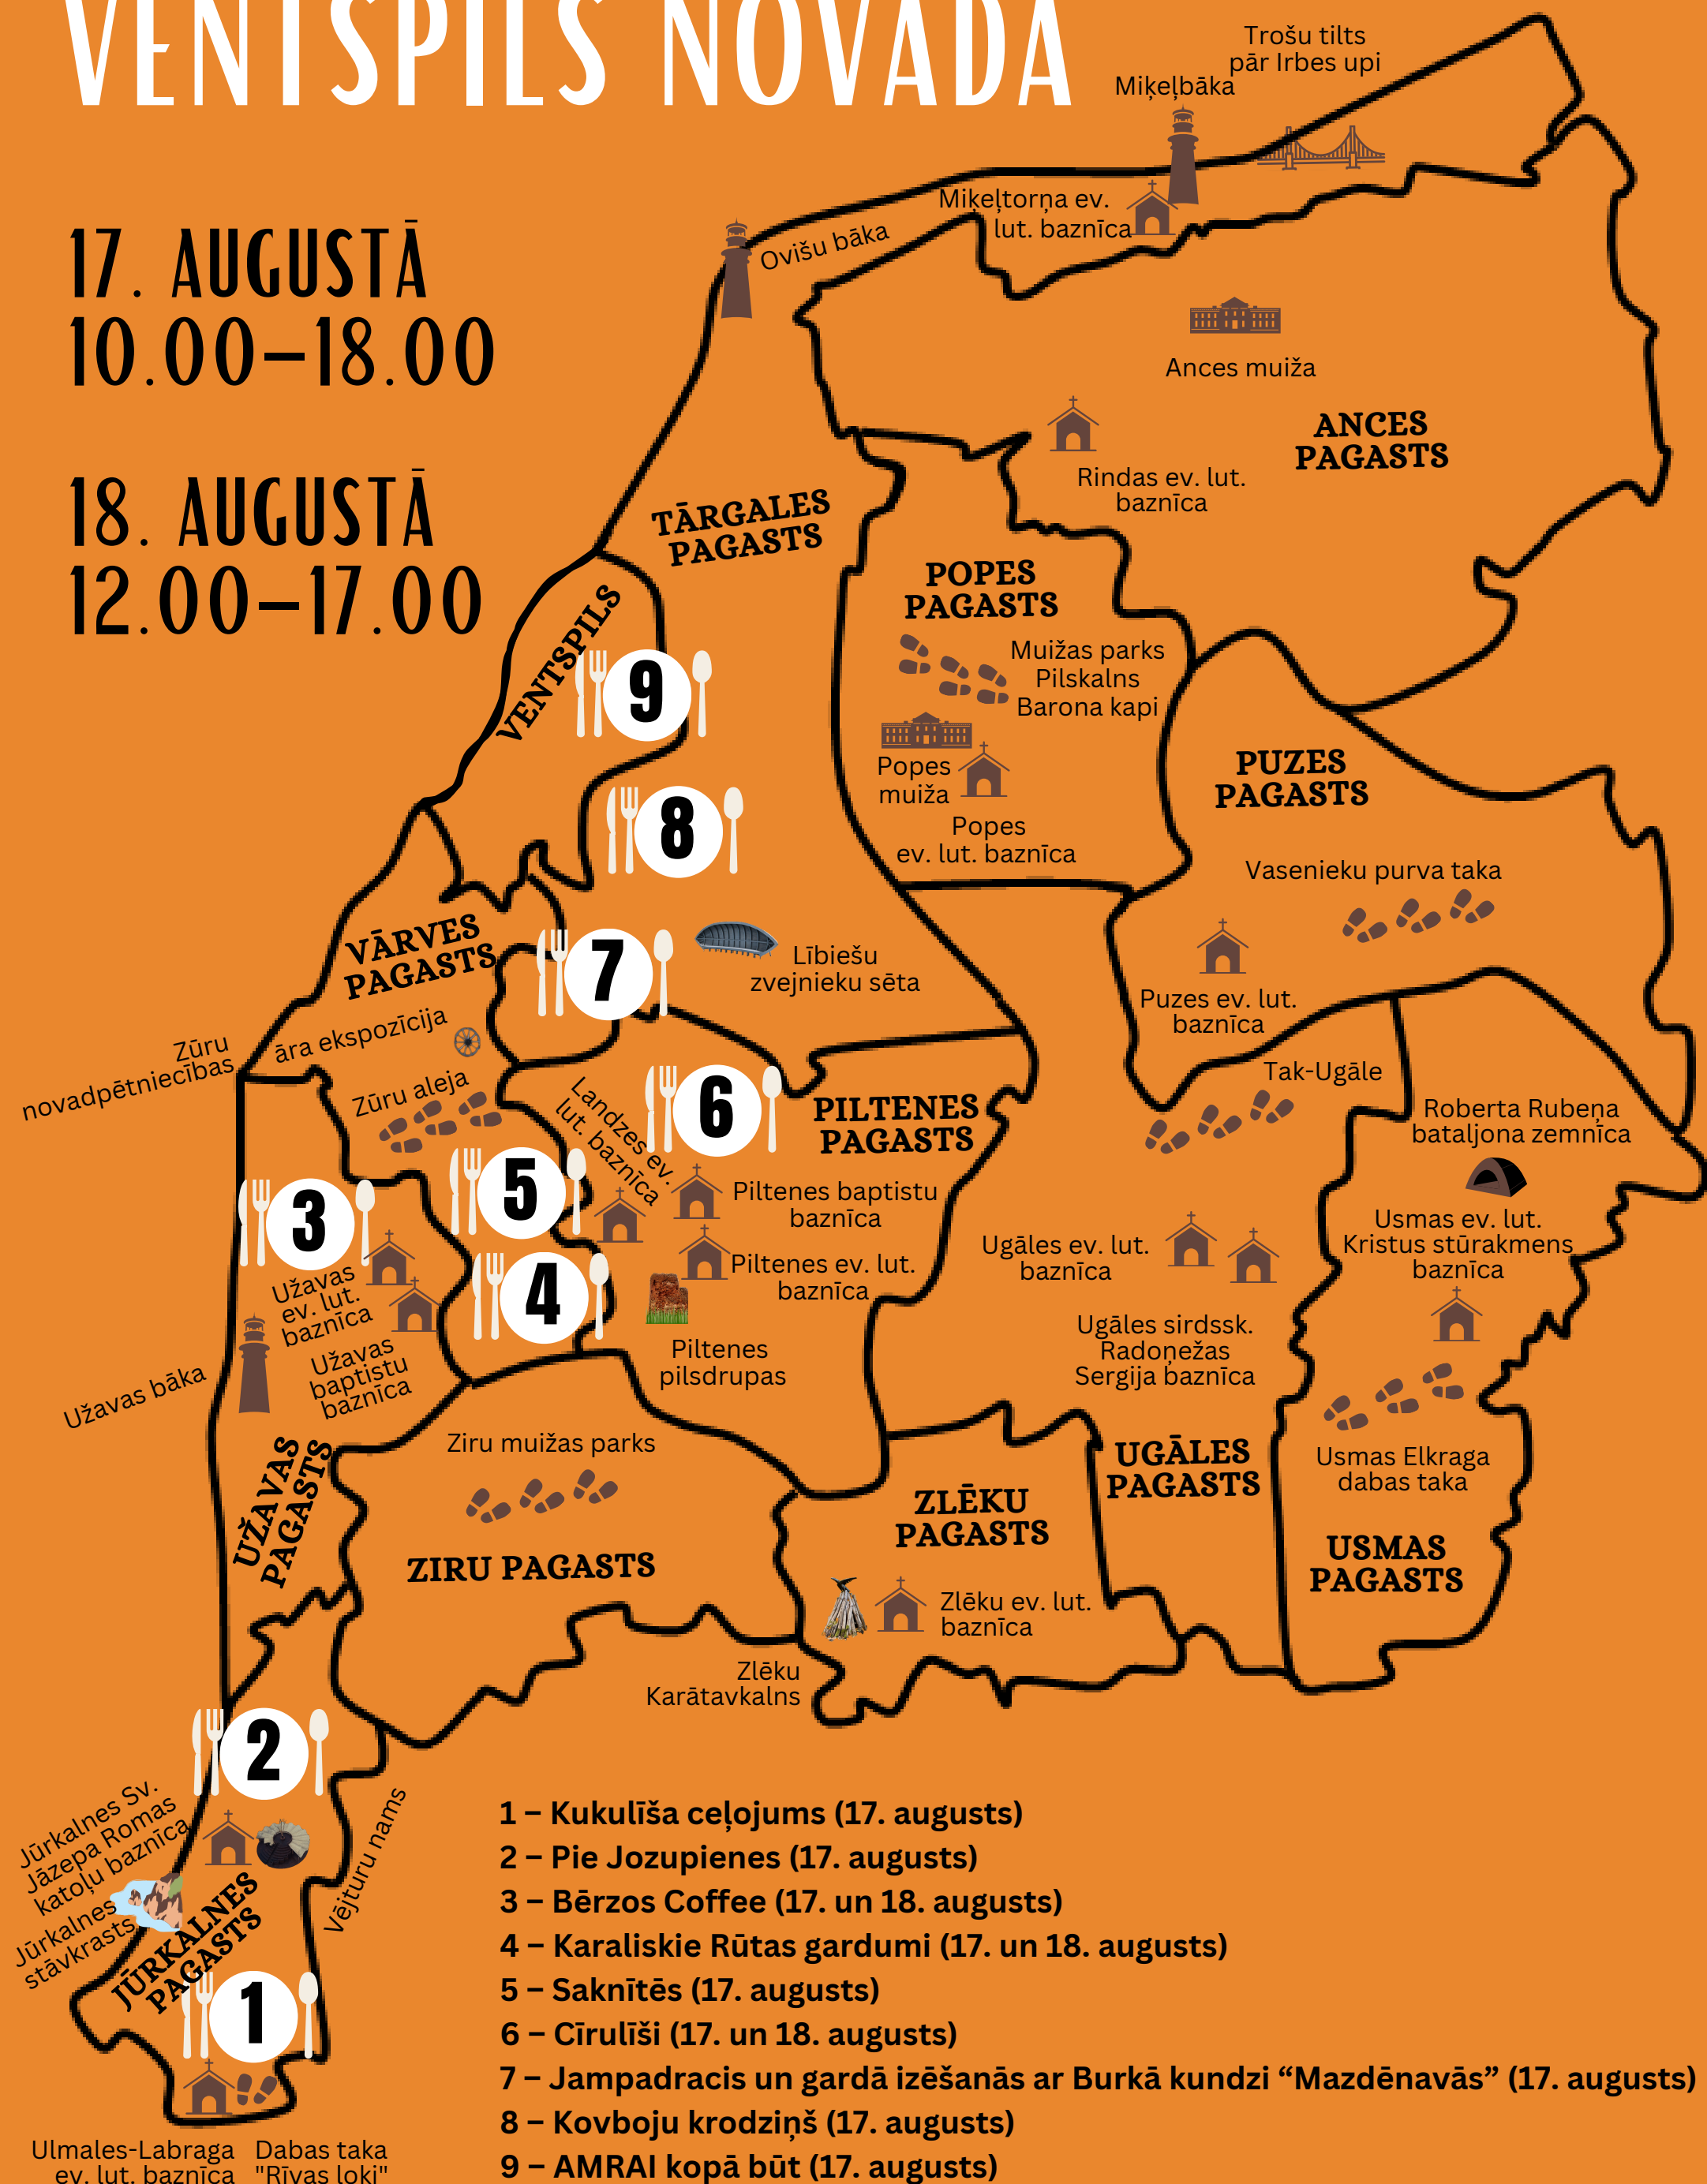 VENTSPILS NOVADĀ
17. AUGUSTĀ
10.00–18.00
18. AUGUSTĀ
12.00–17.00
Trošu tilts
pār Irbes upi
Miķeļbāka
Miķeļtorņa ev.
lut. baznīca
Ovišu bāka
Ances muiža
ANCES
PAGASTS
Rindas ev. lut.
baznīca
TĀRGALES
PAGASTS
POPES
PAGASTS
Muižas parks
Pilskalns
Barona kapi
Popes
muiža
Popes
ev. lut. baznīca
VENTSPILS
9
8
PUZES
PAGASTS
Vasenieku purva taka
Puzes ev. lut.
baznīca
VĀRVES
PAGASTS
7
Lībiešu
zvejnieku sēta
Zūru
novadpētniecības
āra ekspozīcija
Zūru aleja
Landzes ev.
lut. baznīca
6
PILTENES
PAGASTS
Tak-Ugāle
Roberta Rubeņa
bataljona zemnīca
5
3
Piltenes baptistu
baznīca
Piltenes ev. lut.
baznīca
4
Piltenes
pilsdrupas
Užavas
ev. lut.
baznīca
Užavas
baptistu
baznīca
Užavas bāka
UŽAVAS
PAGASTS
Ugāles ev. lut.
baznīca
Ugāles sirdssk.
Radoņežas
Sergija baznīca
Usmas ev. lut.
Kristus stūrakmens
baznīca
Usmas Elkraga
dabas taka
UGĀLES
PAGASTS
USMAS
PAGASTS
Ziru muižas parks
ZIRU PAGASTS
ZLĒKU
PAGASTS
Zlēku ev. lut.
baznīca
Zlēku
Karātavkalns
2
Jūrkalnes Sv.
Jāzepa Romas
katoļu baznīca
Jūrkalnes
stāvkrasts
JŪRKALNES
PAGASTS
Vējturu nams
1
Ulmales-Labraga
ev. lut. baznīca
Dabas taka
"Rīvas loki"
1 – Kukulīša ceļojums (17. augusts)
2 – Pie Jozupienes (17. augusts)
3 – Bērzos Coffee (17. un 18. augusts)
4 – Karaliskie Rūtas gardumi (17. un 18. augusts)
5 – Saknītēs (17. augusts)
6 – Cīrulīši (17. un 18. augusts)
7 – Jampadracis un gardā izēšanās ar Burkā kundzi “Mazdēnavās” (17. augusts)
8 – Kovboju krodziņš (17. augusts)
9 – AMRAI kopā būt (17. augusts)